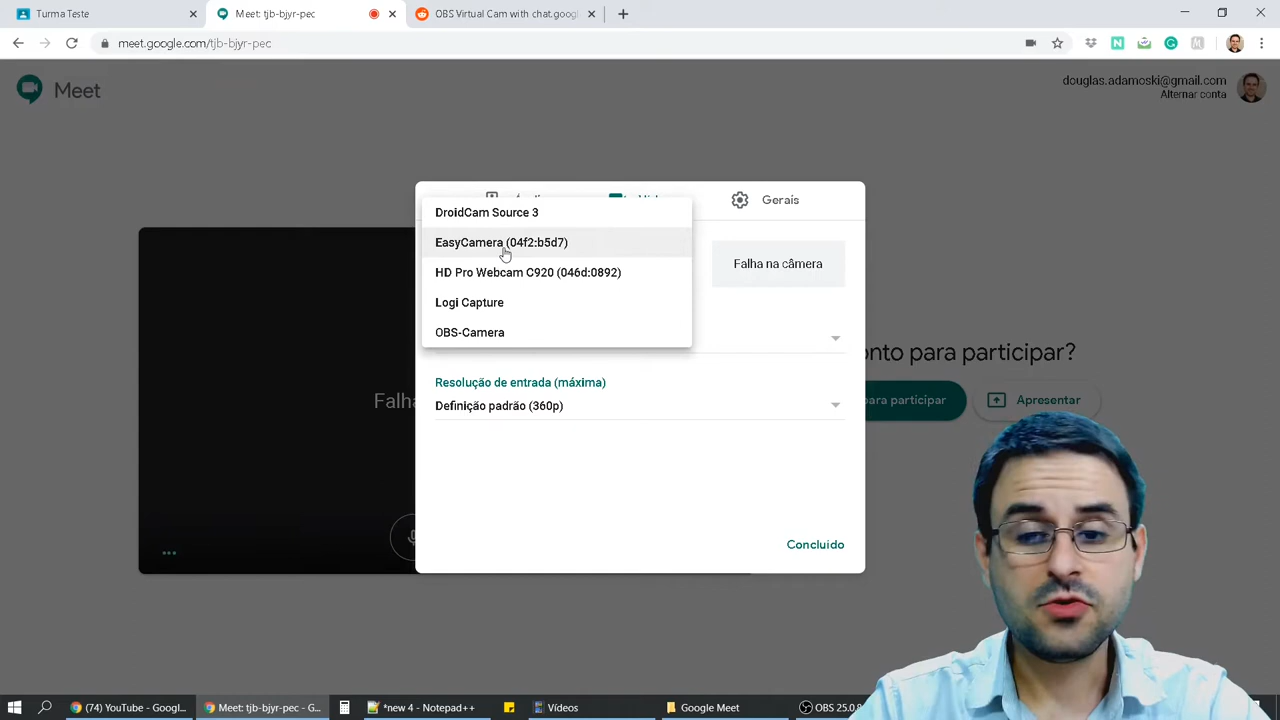 Turma Teste
Meet: tjb-bjyr-pec
OBS Virtual Cam with chat.google
meet.google.com/tjb-bjyr-pec
Meet
douglas.adamoski@gmail.com
Alternar conta
Gerais
DroidCam Source 3
EasyCamera (04f2:b5d7)
HD Pro Webcam C920 (046d:0892)
Logi Capture
OBS-Camera
Falha na câmera
onto para participar?
Resolução de entrada (máxima)
Definição padrão (360p)
Falha
para participar
Apresentar
Concluído
(74) YouTube - Googl...
Meet: tjb-bjyr-pec - G...
*new 4 - Notepad++
Vídeos
Google Meet
OBS 25.0.8